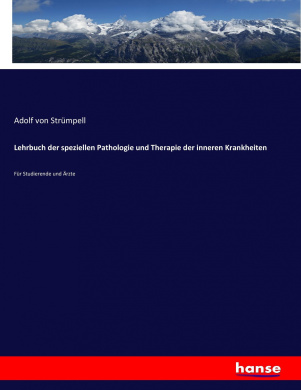 Adolf von Strümpell
Lehrbuch der speziellen Pathologie und Therapie der inneren Krankheiten
Für Studierende und Ärzte
hanse